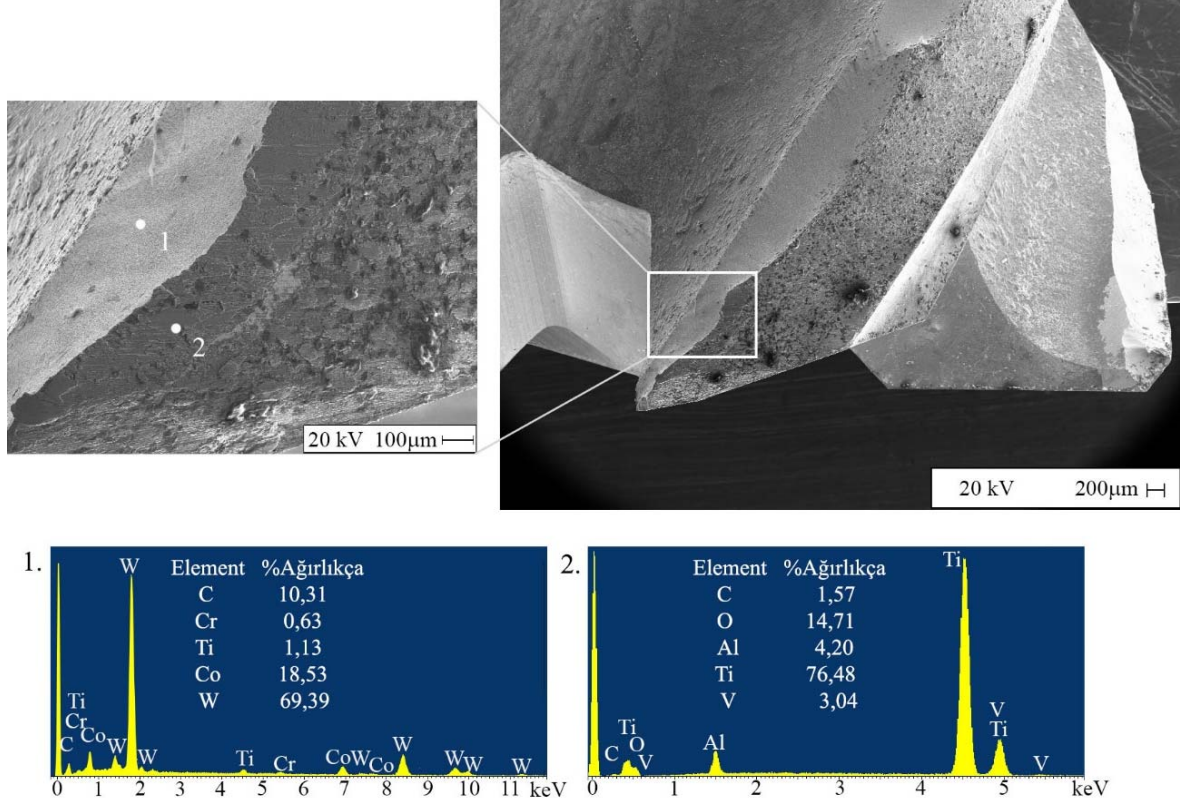 1
2
20 kV 100µm
20 kV 200µm
1.
Element %Ağırlıkça
C 10,31
Cr 0,63
Ti 1,13
Co 18,53
W 69,39
W
Ti
Cr
C
Co
W
W
Ti
Cr
Co
W
Co
W
W
W
W
0 1 2 3 4 5 6 7 8 9 10 11 keV
2.
Element %Ağırlıkça
C 1,57
O 14,71
Al 4,20
Ti 76,48
V 3,04
Ti
C
Ti
O
V
Al
V
Ti
V
0 1 2 3 4 5 keV